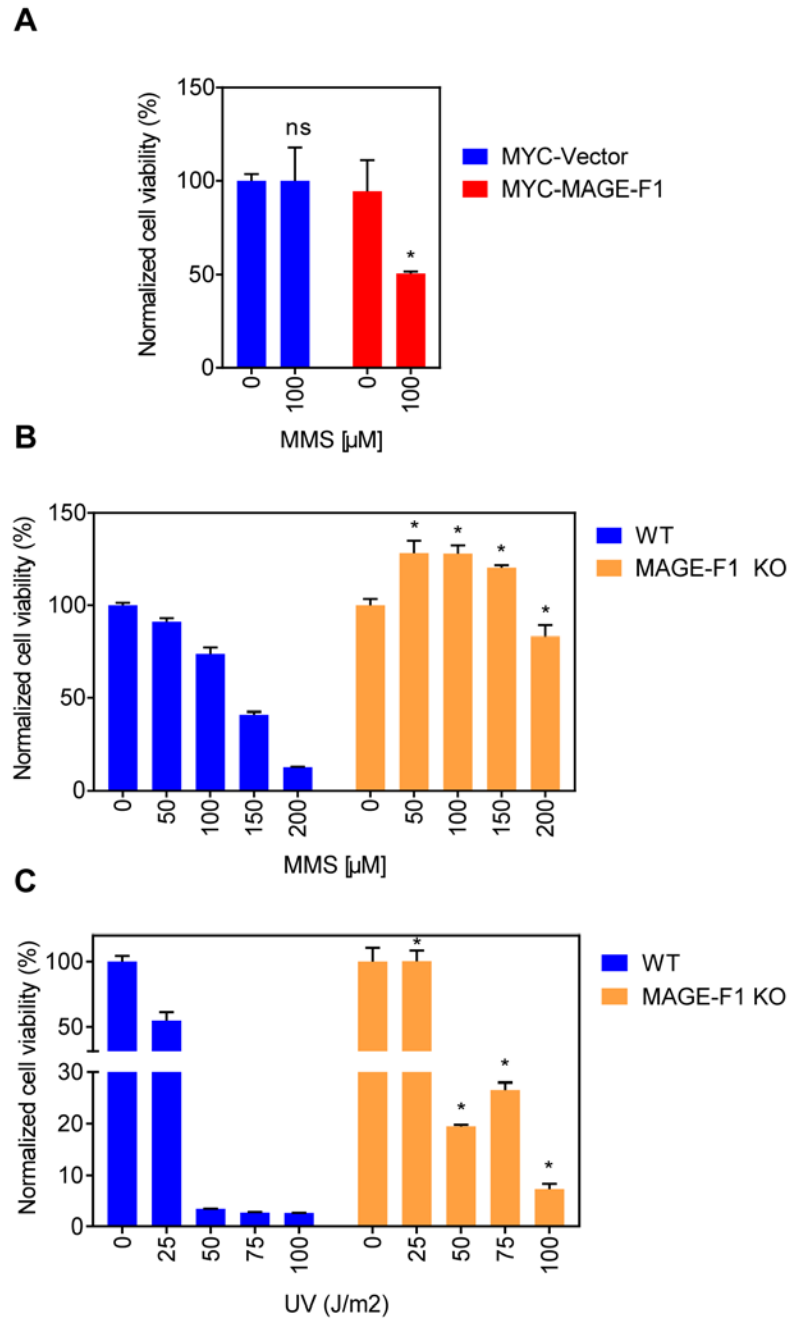 A
Normalized cell viability (%)
150
100
50
0
ns
*
0
100
0
100
MMS [µM]
MYC-Vector
MYC-MAGE-F1
B
Normalized cell viability (%)
150
100
50
0
* * * *
0 50 100 150 200 0 50 100 150 200
MMS [µM]
WT
MAGE-F1 KO
C
Normalized cell viability (%)
100
50
30
20
10
0
* * * *
0 25 50 75 100 0 25 50 75 100
UV (J/m2)
WT
MAGE-F1 KO